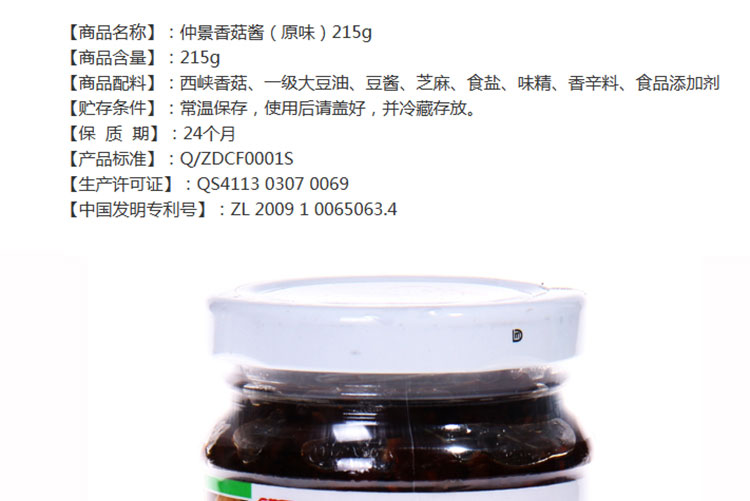 【商品名称】：仲景香菇酱（原味）215g
【商品含量】：215g
【商品配料】：西峡香菇、一级大豆油、豆酱、芝麻、食盐、味精、香辛料、食品添加剂
【贮存条件】：常温保存，使用后请盖好，并冷藏存放。
【保 质 期】：24个月
【产品标准】：Q/ZDCF0001S
【生产许可证】：QS4113 0307 0069
【中国发明专利号】：ZL 2009 1 0065063.4